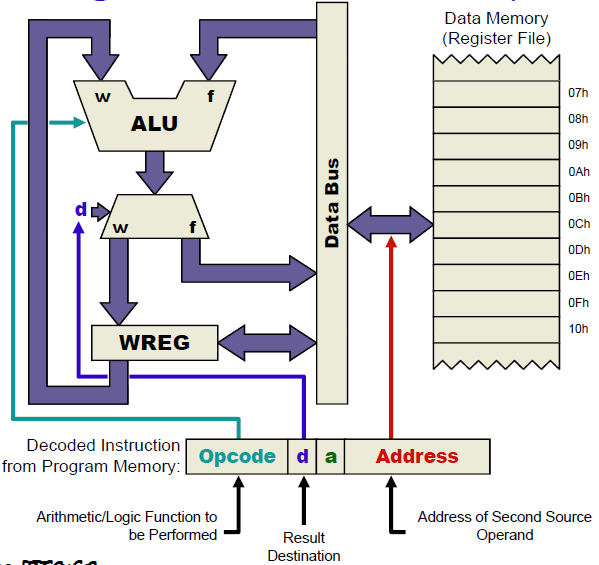 Data Memory
(Register File)
w
f
ALU
07h
08h
09h
0Ah
0Bh
0Ch
0Dh
0Eh
0Fh
10h
Data Bus
d
w
f
WREG
Decoded Instruction
from Program Memory:
Opcode d a Address
Arithmetic/Logic Function to
be Performed
Result
Destination
Address of Second Source
Operand